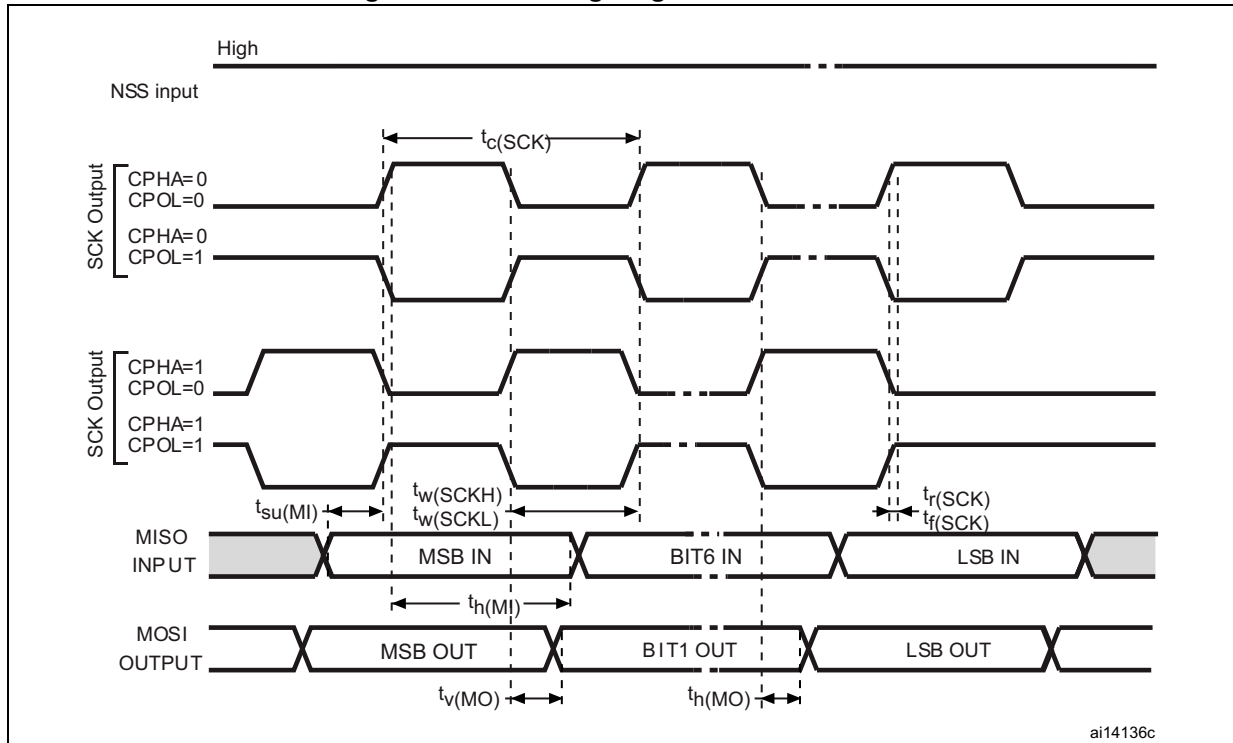 High
NSS input
tc(SCK)
SCK Output
CPHA=0
CPOL=0
CPHA=0
CPOL=1
SCK Output
CPHA=1
CPOL=0
CPHA=1
CPOL=1
tsu(MI)
tw(SCKH)
tw(SCKL)
tr(SCK)
tf(SCK)
MISO
INPUT
MSB IN
BIT6 IN
LSB IN
th(MI)
MOSI
OUTPUT
MSB OUT
BIT1 OUT
LSB OUT
tv(MO)
th(MO)
ai14136c